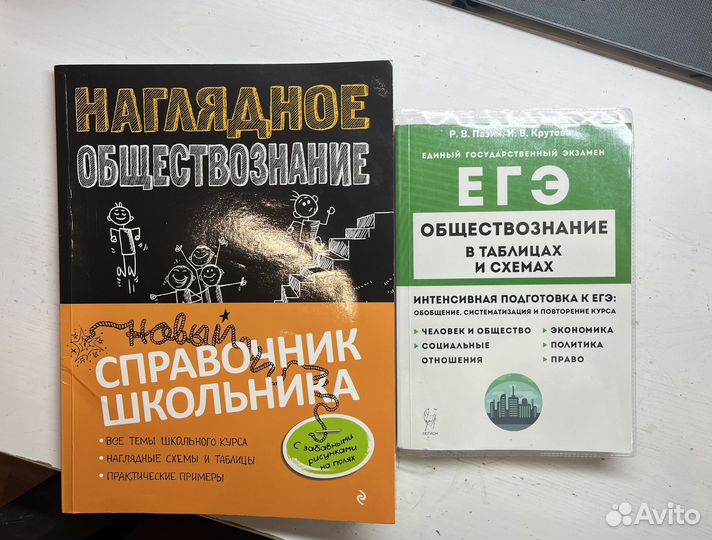 НАГЛЯДНОЕ
ОБЩЕСТВОЗНАНИЕ
Новый
СПРАВОЧНИК
ШКОЛЬНИКА
• ВСЕ ТЕМЫ ШКОЛЬНОГО КУРСА
• НАГЛЯДНЫЕ СХЕМЫ И ТАБЛИЦЫ
• ПРАКТИЧЕСКИЕ ПРИМЕРЫ
С забавными
рисунками
на полях
Р. В. Пазин, И. В. Крутова
ЕДИНЫЙ ГОСУДАРСТВЕННЫЙ ЭКЗАМЕН
ЕГЭ
ОБЩЕСТВОЗНАНИЕ
В ТАБЛИЦАХ
И СХЕМАХ
ИНТЕНСИВНАЯ ПОДГОТОВКА К ЕГЭ:
ОБОБЩЕНИЕ, СИСТЕМАТИЗАЦИЯ И ПОВТОРЕНИЕ КУРСА
ЧЕЛОВЕК И ОБЩЕСТВО
СОЦИАЛЬНЫЕ
ОТНОШЕНИЯ
ЭКОНОМИКА
ПОЛИТИКА
ПРАВО
ЛЕГИОН
Avito